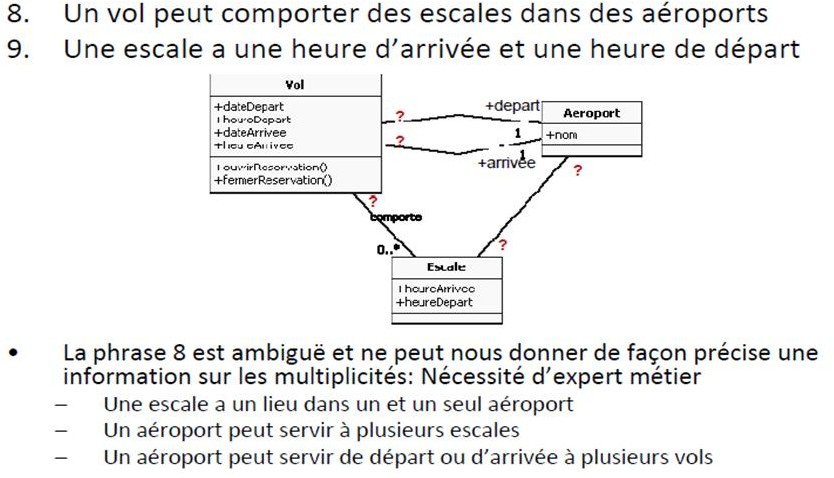 8. Un vol peut comporter des escales dans des aéroports
9. Une escale a une heure d'arrivée et une heure de départ
Vol
+dateDepart
+heureDepart
+dateArrivee
+heureArrivee
+ouvrirReservation()
+fermerReservation()
?
?
+depart
1
+arrivée
1
Aeroport
+nom
?
?
comporte
0..*
?
Escale
+heureArrivee
+heureDepart
• La phrase 8 est ambiguë et ne peut nous donner de façon précise une
information sur les multiplicités: Nécessité d'expert métier
– Une escale a un lieu dans un et un seul aéroport
– Un aéroport peut servir à plusieurs escales
– Un aéroport peut servir de départ ou d'arrivée à plusieurs vols